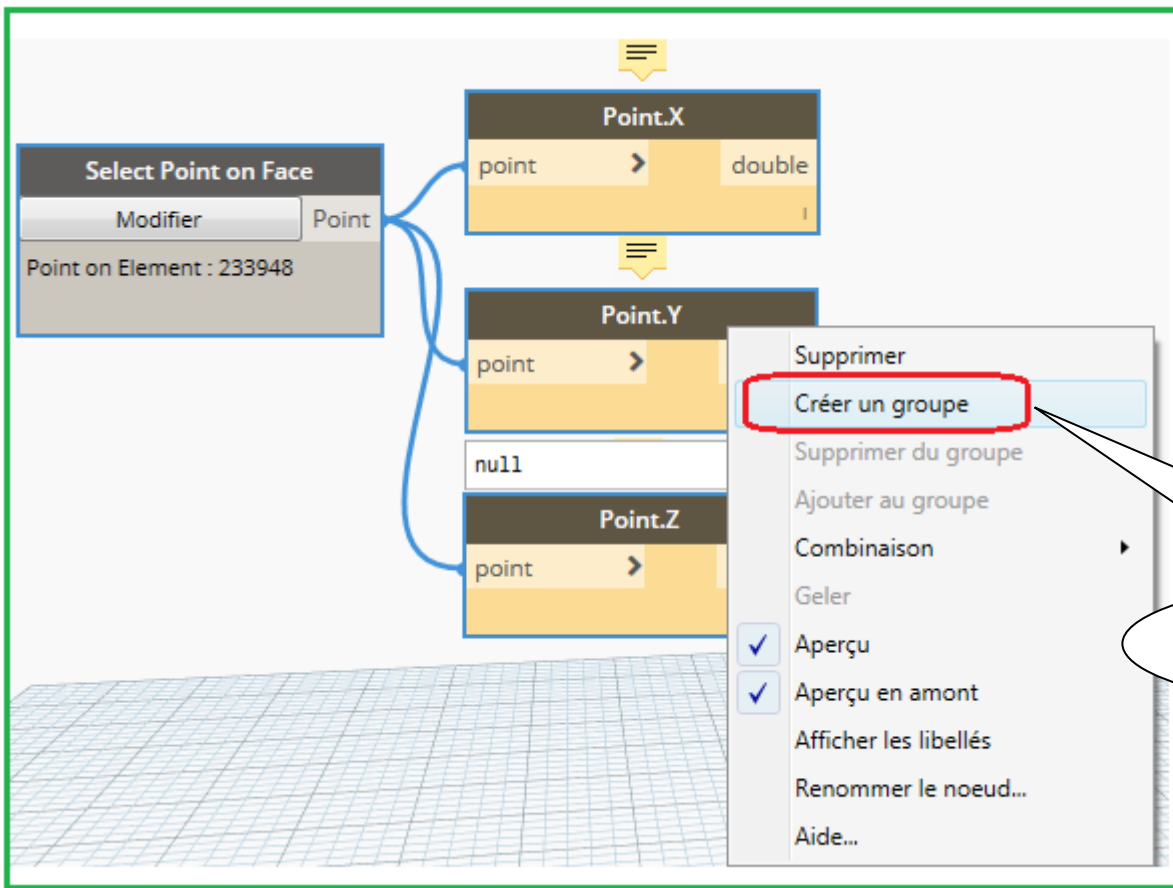 Point.X
point > double
Select Point on Face
Modifier Point
Point on Element : 233948
Point.Y
point >
null
Point.Z
point >
Supprimer
Créer un groupe
Supprimer du groupe
Ajouter au groupe
Combinaison
Geler
Aperçu
Aperçu en amont
Afficher les libellés
Renommer le noeud...
Aide...